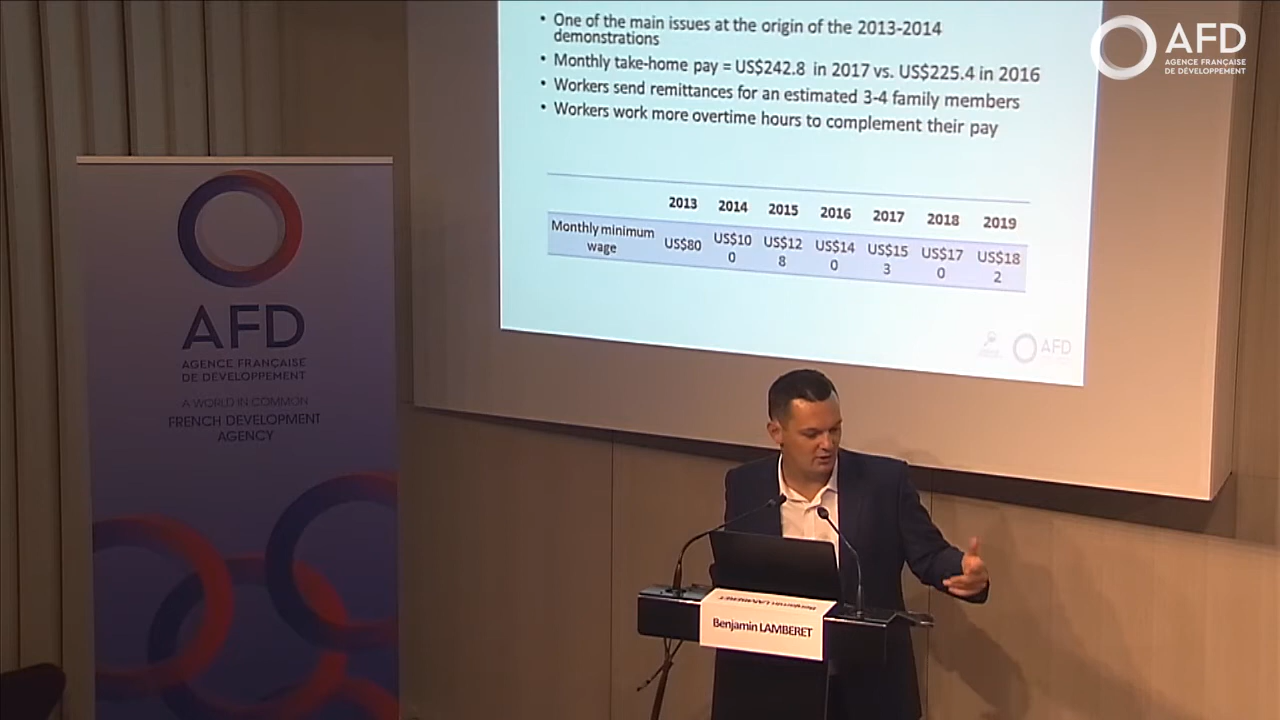 • One of the main issues at the origin of the 2013-2014
demonstrations
• Monthly take-home pay = US$242.8 in 2017 vs. US$225.4 in 2016
• Workers send remittances for an estimated 3-4 family members
• Workers work more overtime hours to complement their pay
2013 2014 2015 2016 2017 2018 2019
Monthly minimum
wage
US$80
US$10
0
US$12
8
US$14
0
US$15
3
US$17
0
US$18
2
AFD
AFD
AGENCE FRANÇAISE
DE DÉVELOPPEMENT
AFD
AGENCE FRANÇAISE
DE DÉVELOPPEMENT
A WORLD IN COMMON
FRENCH DEVELOPMENT
AGENCY
Benjamin LAMBERET
Benjamin LAMBERET